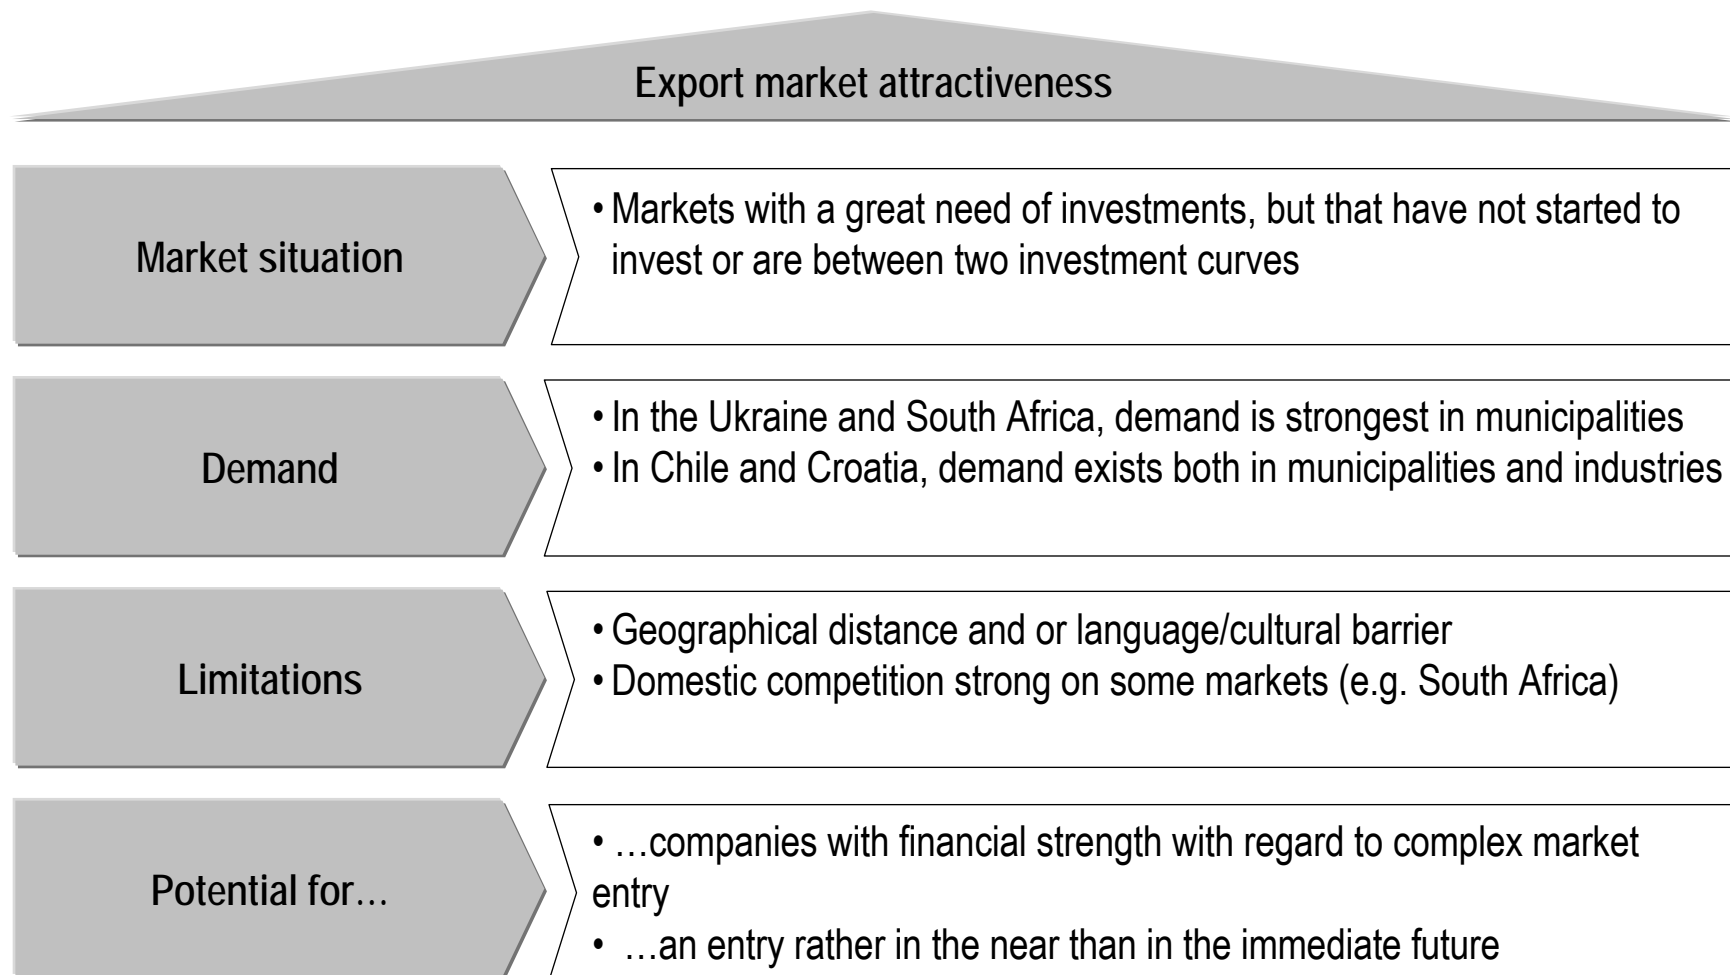 Export market attractiveness
Market situation
• Markets with a great need of investments, but that have not started to
invest or are between two investment curves
Demand
• In the Ukraine and South Africa, demand is strongest in municipalities
• In Chile and Croatia, demand exists both in municipalities and industries
Limitations
• Geographical distance and or language/cultural barrier
• Domestic competition strong on some markets (e.g. South Africa)
Potential for…
• …companies with financial strength with regard to complex market
entry
• …an entry rather in the near than in the immediate future